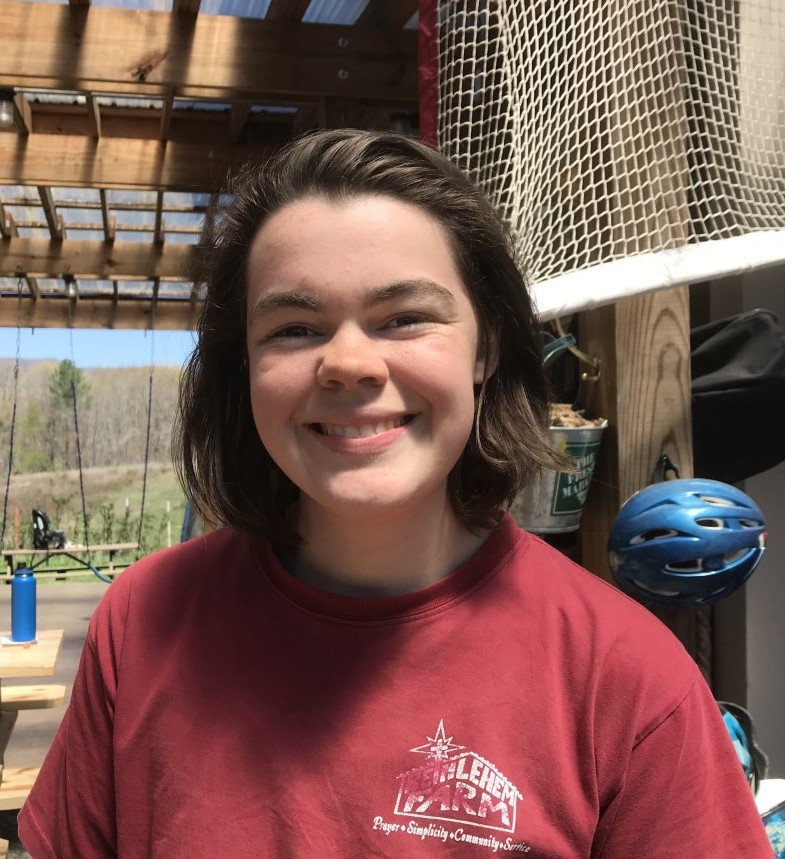 BETHLEHEM
FARM
Prayer • Simplicity • Community • Service